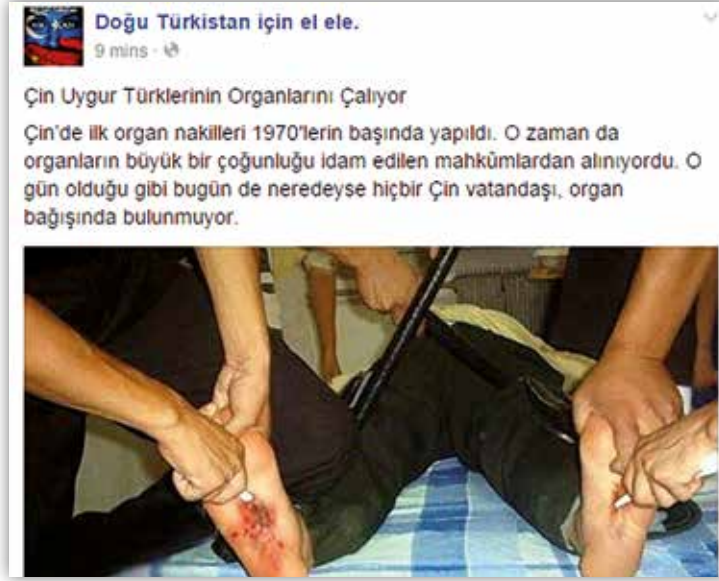 Doğu Türkistan için el ele.
9 mins ·
Çin Uygur Türklerinin Organlarını Çalıyor
Çin'de ilk organ nakilleri 1970'lerin başında yapıldı. O zaman da
organların büyük bir çoğunluğu idam edilen mahkûmlardan alınıyordu. O
gün olduğu gibi bugün de neredeyse hiçbir Çin vatandaşı, organ
bağışında bulunmuyor.